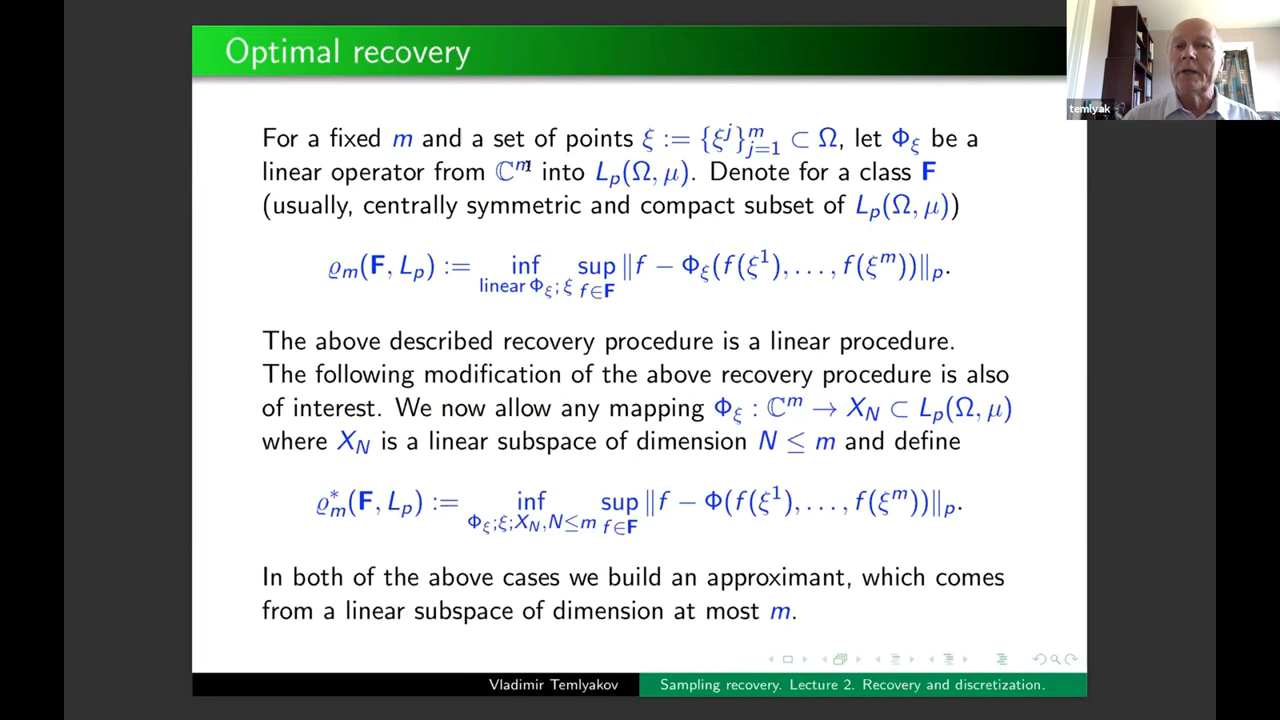 Optimal recovery
temlyak
For a fixed m and a set of points ξ := {ξ^j}_{j=1}^m ⊂ Ω, let Φ_ξ be a
linear operator from ℂ^m into L_p(Ω, μ). Denote for a class F
(usually, centrally symmetric and compact subset of L_p(Ω, μ))
ϱ_m(F, L_p) := inf_{linear Φ_ξ; ξ} sup_{f∈F} ‖f − Φ_ξ(f(ξ^1), . . . , f(ξ^m))‖_p.
The above described recovery procedure is a linear procedure.
The following modification of the above recovery procedure is also
of interest. We now allow any mapping Φ_ξ : ℂ^m → X_N ⊂ L_p(Ω, μ)
where X_N is a linear subspace of dimension N ≤ m and define
ϱ_m^*(F, L_p) := inf_{Φ_ξ; ξ; X_N, N≤m} sup_{f∈F} ‖f − Φ(f(ξ^1), . . . , f(ξ^m))‖_p.
In both of the above cases we build an approximant, which comes
from a linear subspace of dimension at most m.
Vladimir Temlyakov Sampling recovery. Lecture 2. Recovery and discretization.